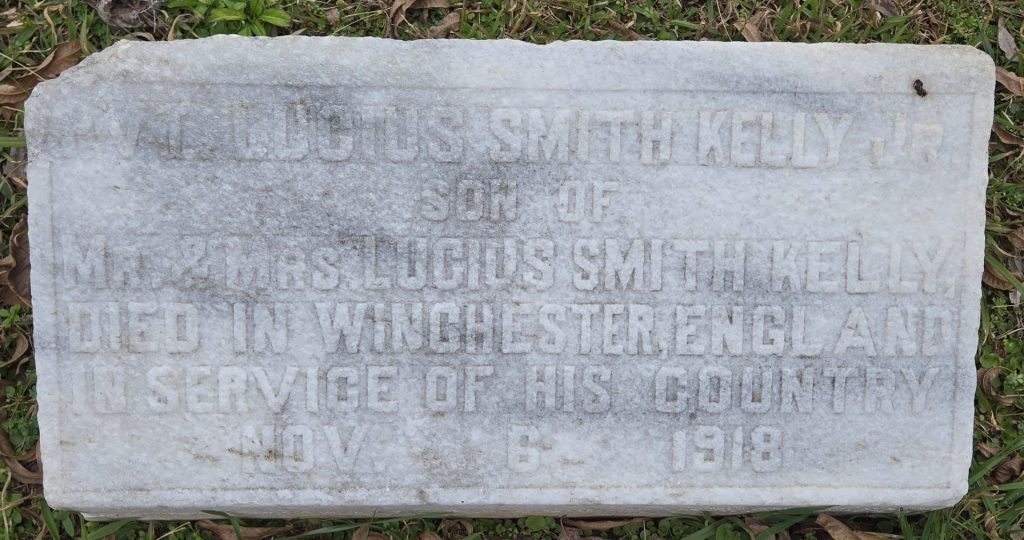 PVT. LUCIUS SMITH KELLY JR.
SON OF
MR. & MRS. LUCIUS SMITH KELLY,
DIED IN WINCHESTER, ENGLAND
IN SERVICE OF HIS COUNTRY
NOV. 6 1918